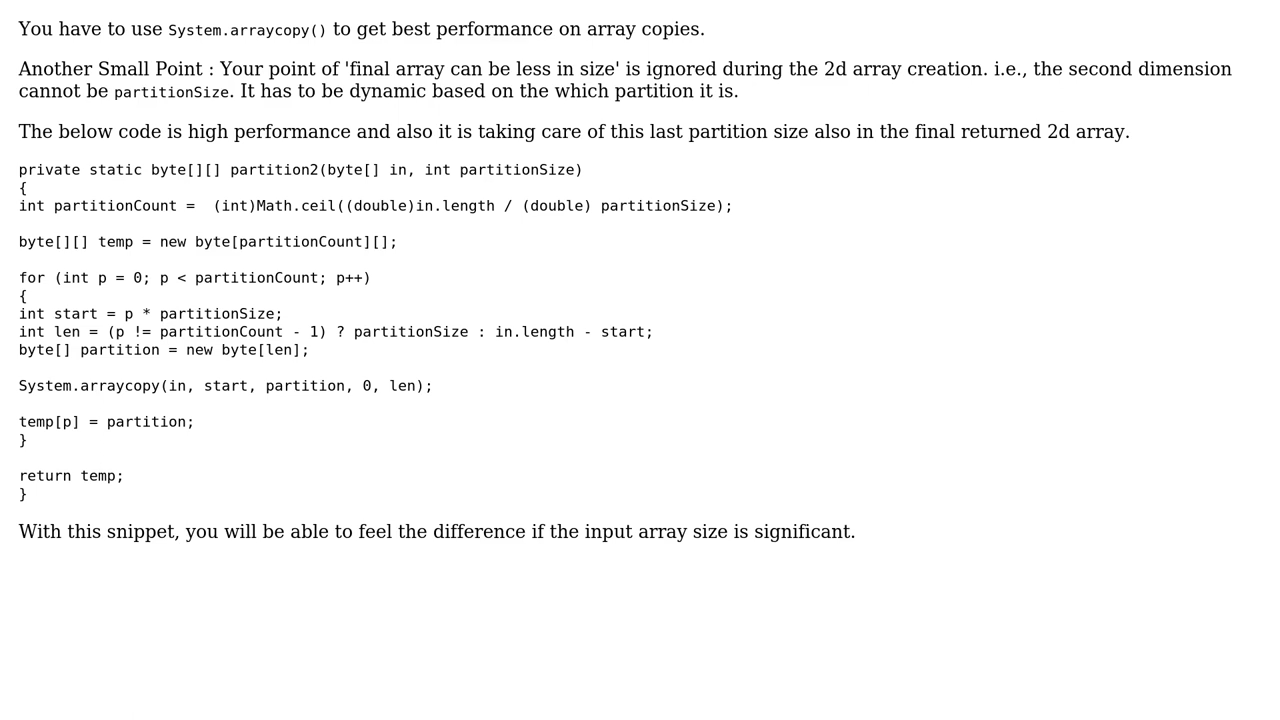 You have to use System.arraycopy() to get best performance on array copies.
Another Small Point : Your point of 'final array can be less in size' is ignored during the 2d array creation. i.e., the second dimension
cannot be partitionSize. It has to be dynamic based on the which partition it is.
The below code is high performance and also it is taking care of this last partition size also in the final returned 2d array.
private static byte[][] partition2(byte[] in, int partitionSize)
{
int partitionCount =  (int)Math.ceil((double)in.length / (double) partitionSize);
byte[][] temp = new byte[partitionCount][];
for (int p = 0; p < partitionCount; p++)
{
int start = p * partitionSize;
int len = (p != partitionCount - 1) ? partitionSize : in.length - start;
byte[] partition = new byte[len];
System.arraycopy(in, start, partition, 0, len);
temp[p] = partition;
}
return temp;
}
With this snippet, you will be able to feel the difference if the input array size is significant.